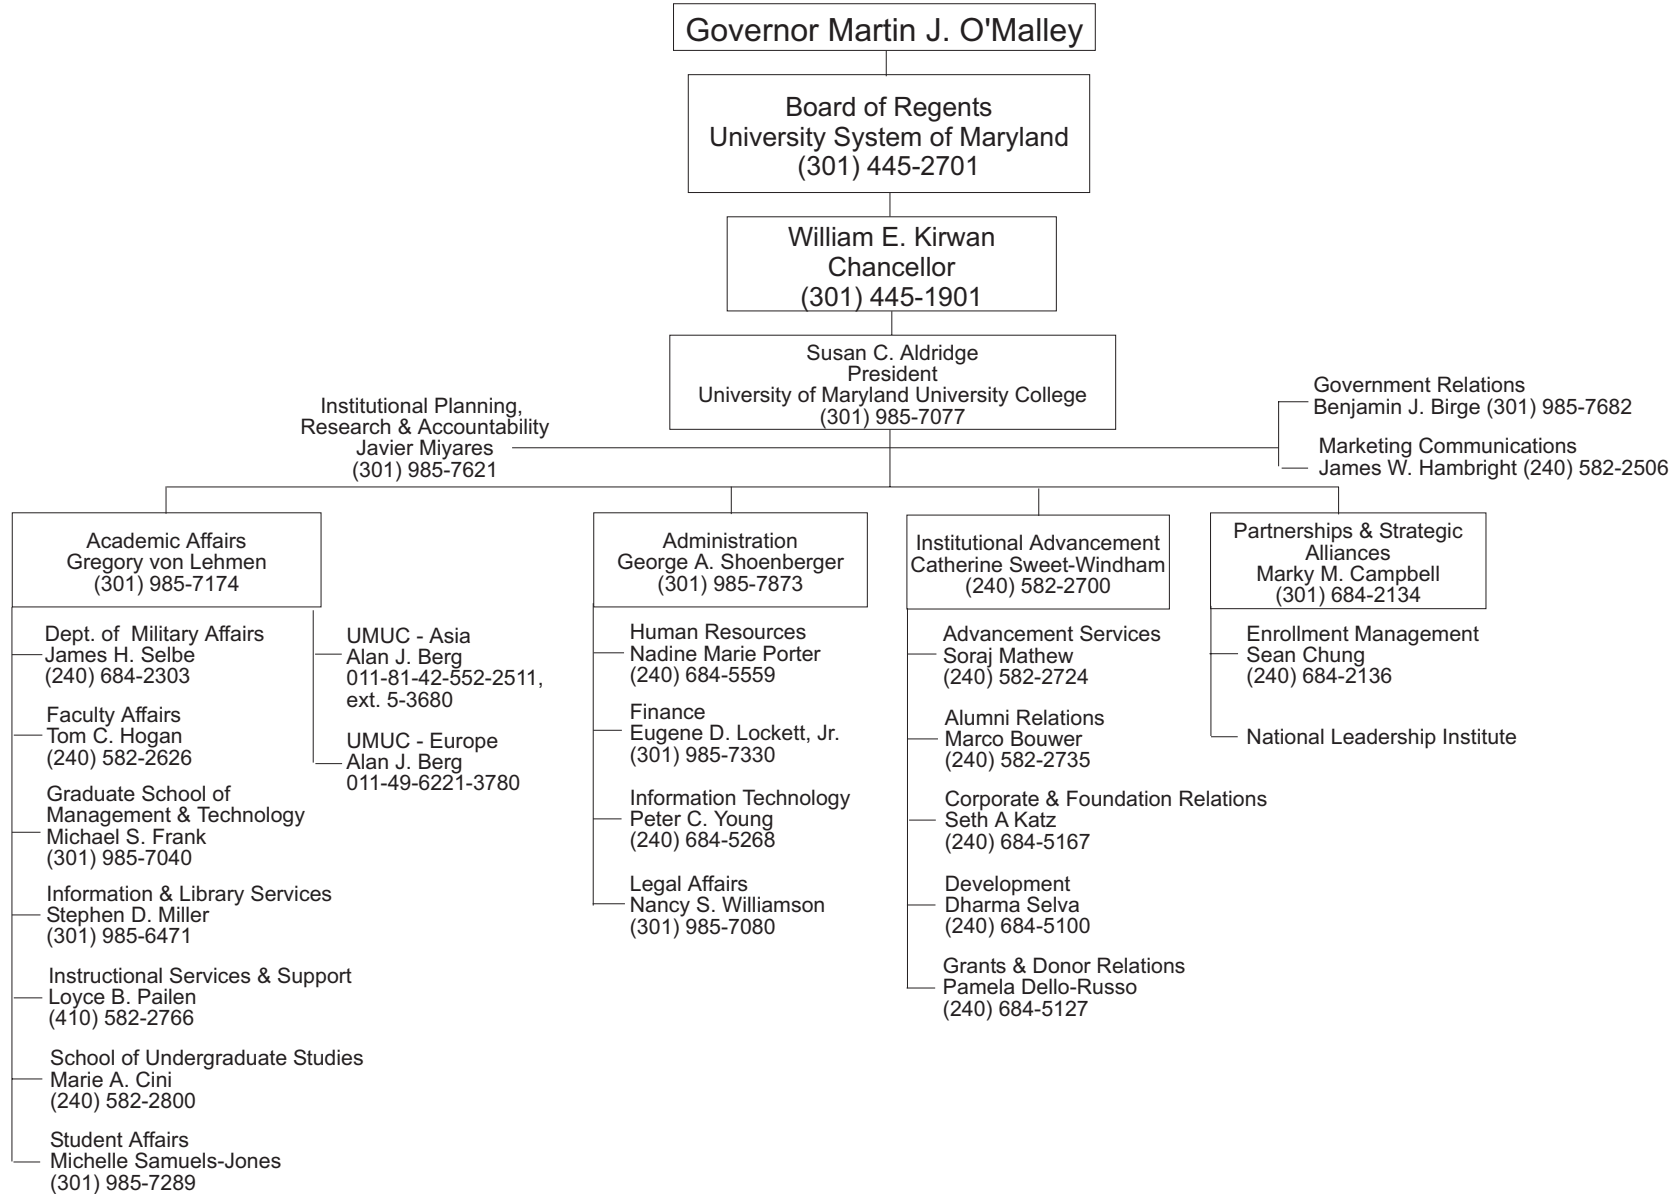 Governor Martin J. O'Malley
Board of Regents
University System of Maryland
(301) 445-2701
William E. Kirwan
Chancellor
(301) 445-1901
Susan C. Aldridge
President
University of Maryland University College
(301) 985-7077
Institutional Planning,
Research & Accountability
Javier Miyares
(301) 985-7621
Government Relations
Benjamin J. Birge (301) 985-7682
Marketing Communications
James W. Hambright (240) 582-2506
Academic Affairs
Gregory von Lehmen
(301) 985-7174
Dept. of Military Affairs
James H. Selbe
(240) 684-2303
Faculty Affairs
Tom C. Hogan
(240) 582-2626
Graduate School of
Management & Technology
Michael S. Frank
(301) 985-7040
Information & Library Services
Stephen D. Miller
(301) 985-6471
Instructional Services & Support
Loyce B. Pailen
(410) 582-2766
School of Undergraduate Studies
Marie A. Cini
(240) 582-2800
Student Affairs
Michelle Samuels-Jones
(301) 985-7289
UMUC - Asia
Alan J. Berg
011-81-42-552-2511,
ext. 5-3680
UMUC - Europe
Alan J. Berg
011-49-6221-3780
Administration
George A. Shoenberger
(301) 985-7873
Human Resources
Nadine Marie Porter
(240) 684-5559
Finance
Eugene D. Lockett, Jr.
(301) 985-7330
Information Technology
Peter C. Young
(240) 684-5268
Legal Affairs
Nancy S. Williamson
(301) 985-7080
Institutional Advancement
Catherine Sweet-Windham
(240) 582-2700
Advancement Services
Soraj Mathew
(240) 582-2724
Alumni Relations
Marco Bouwer
(240) 582-2735
Corporate & Foundation Relations
Seth A Katz
(240) 684-5167
Development
Dharma Selva
(240) 684-5100
Grants & Donor Relations
Pamela Dello-Russo
(240) 684-5127
Partnerships & Strategic
Alliances
Marky M. Campbell
(301) 684-2134
Enrollment Management
Sean Chung
(240) 684-2136
National Leadership Institute